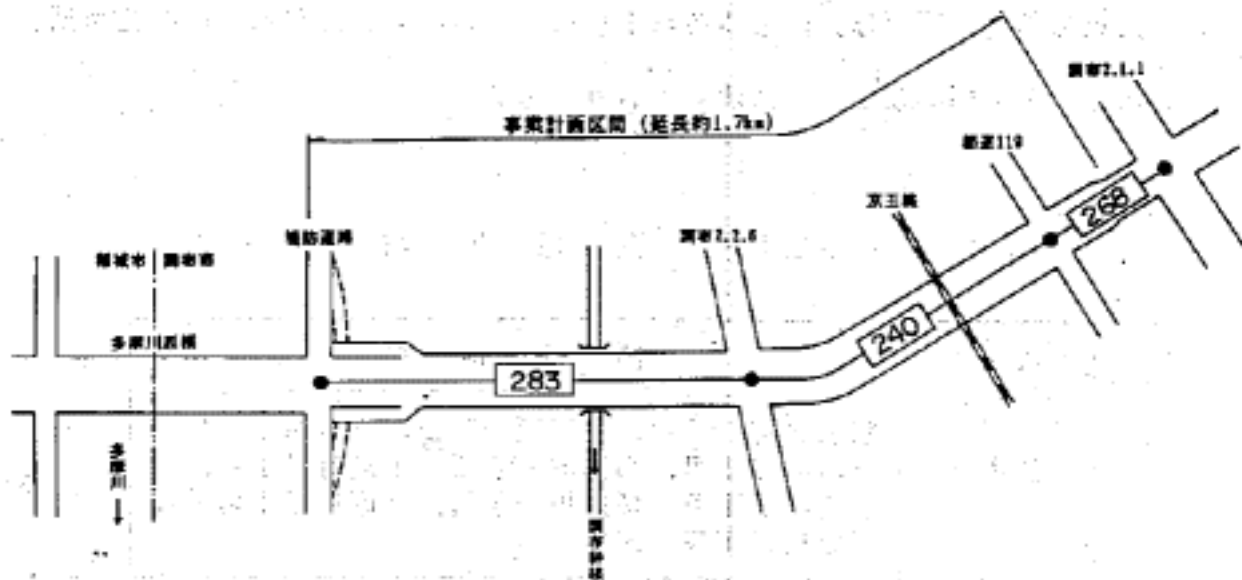 事業計画区間 (延長約1.7km)
調布2.1.1
都道119
京王線
268
堤防道路
調布2.2.6
稲城市
調布市
多摩川原橋
240
283
多摩川